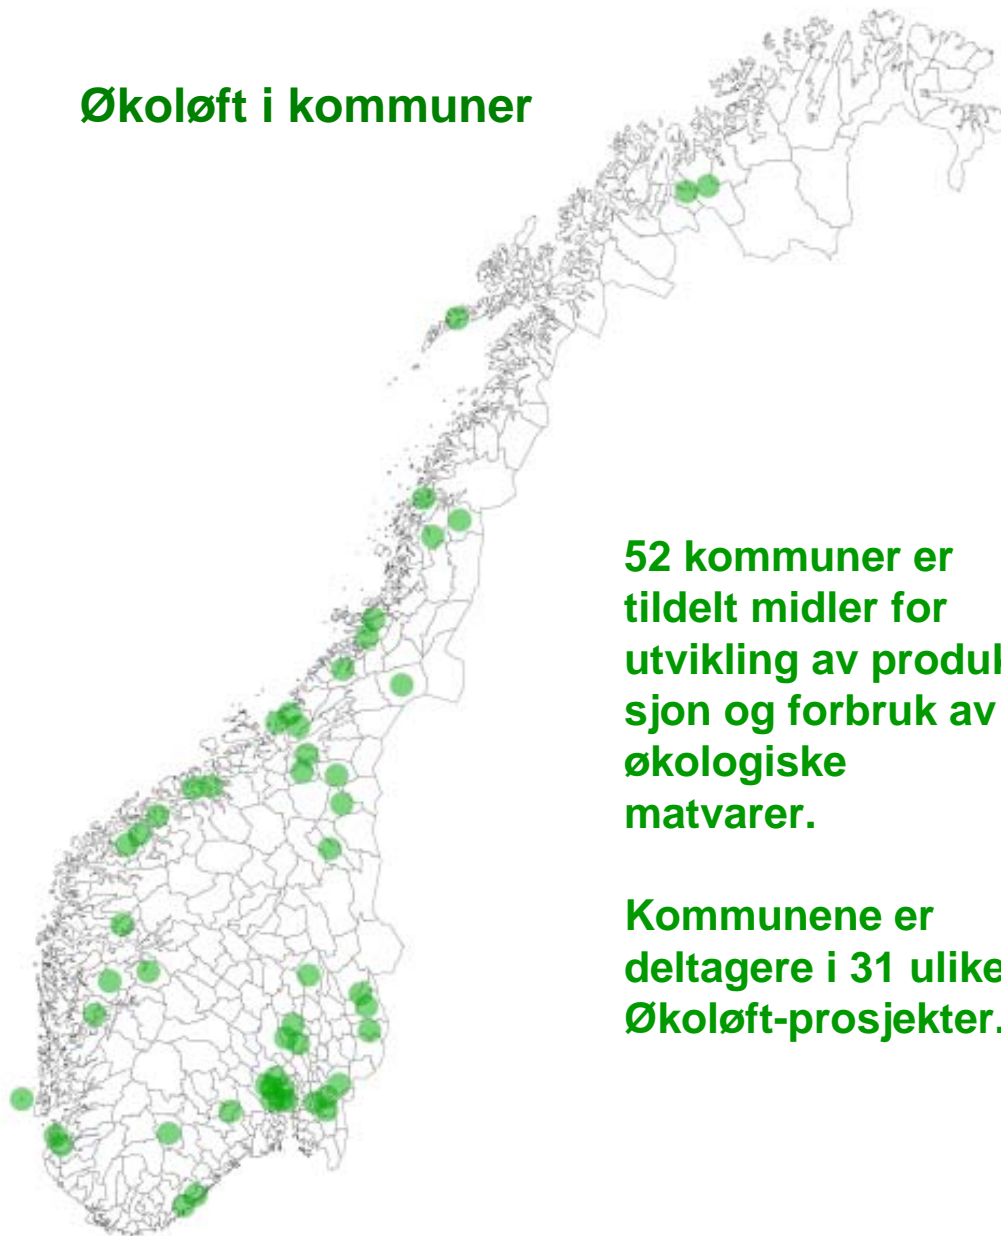 Økoløft i kommuner
52 kommuner er
tildelt midler for
utvikling av produk
sjon og forbruk av
økologiske
matvarer.
Kommunene er
deltagere i 31 ulike
Økoløft-prosjekter.